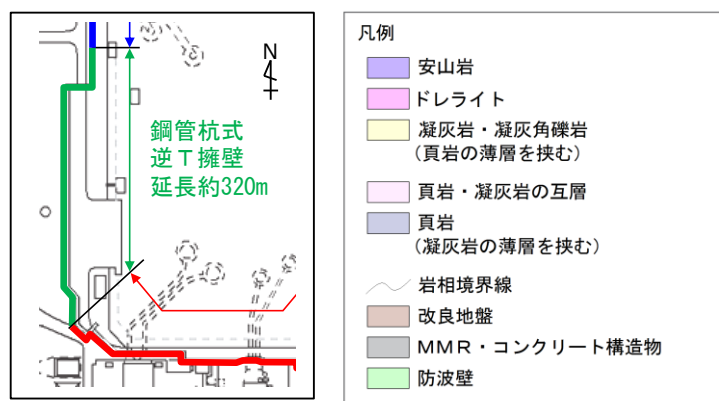 N
鋼管杭式
逆T擁壁
延長約320m
凡例
安山岩
ドレライト
凝灰岩・凝灰角礫岩
(頁岩の薄層を挟む)
頁岩・凝灰岩の互層
頁岩
(凝灰岩の薄層を挟む)
岩相境界線
改良地盤
MMR・コンクリート構造物
防波壁